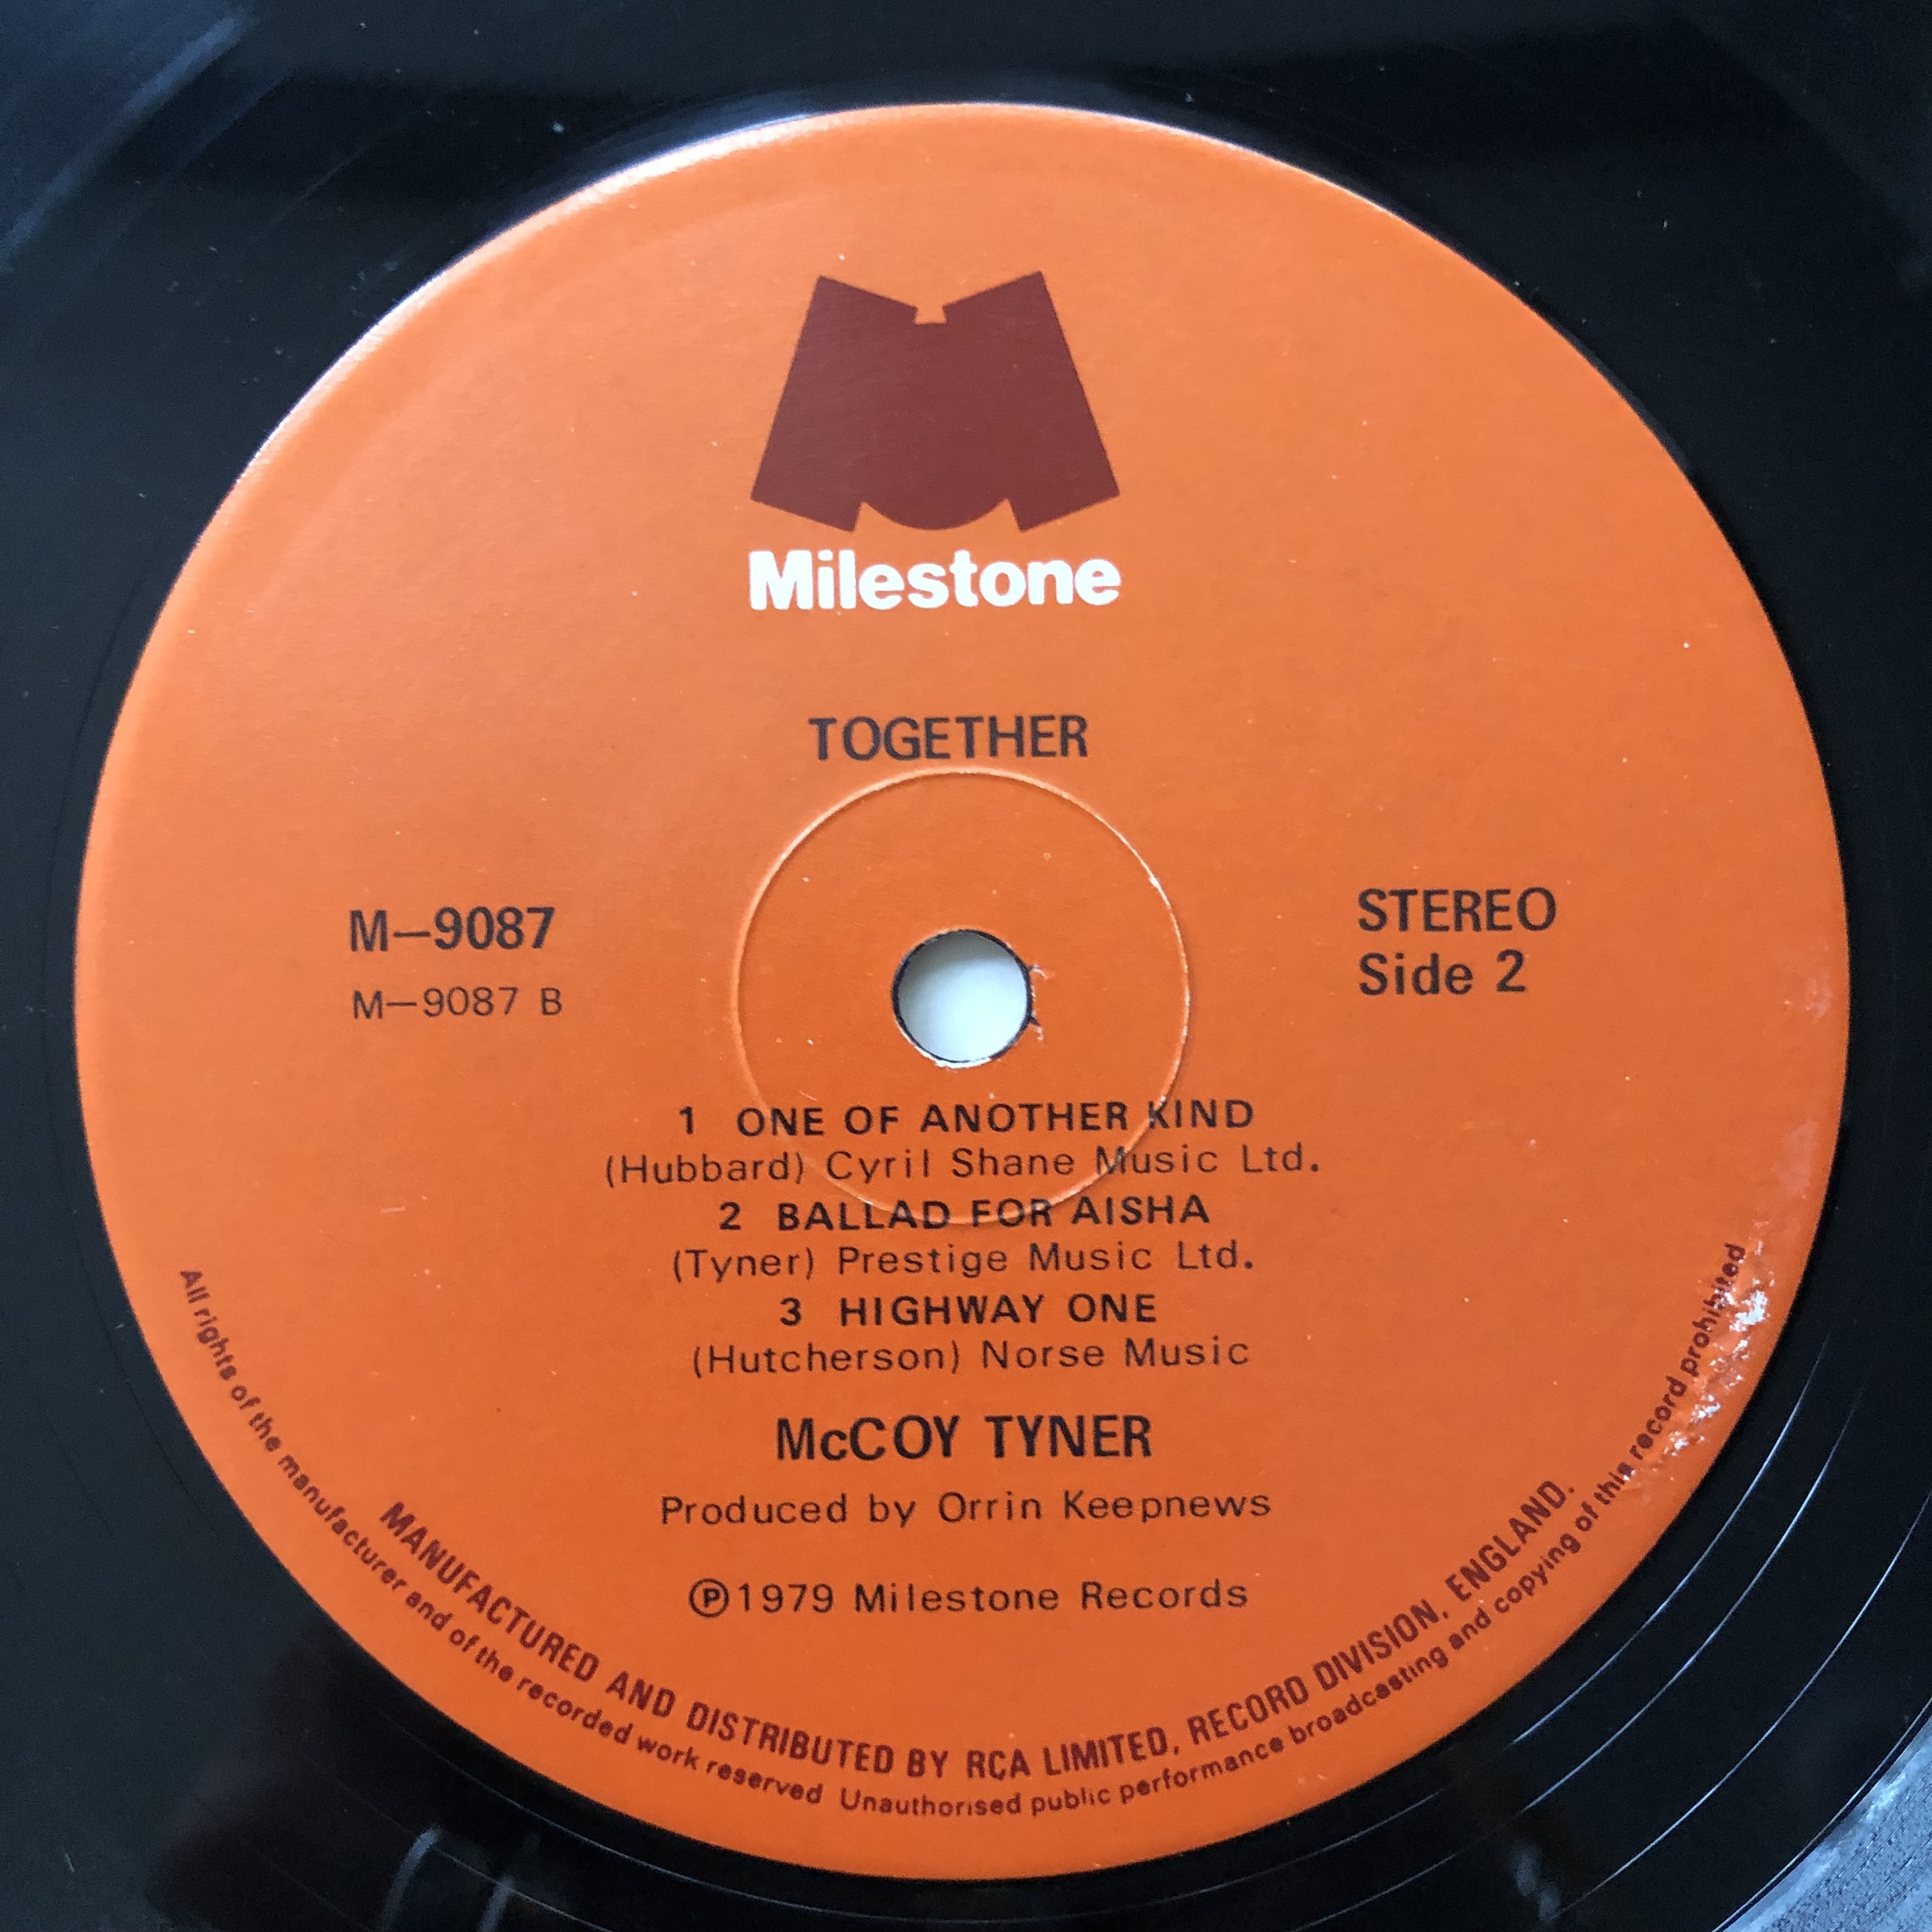 Milestone
TOGETHER
M—9087
M—9087 B
STEREO
Side 2
1 ONE OF ANOTHER KIND
(Hubbard) Cyril Shane Music Ltd.
2 BALLAD FOR AISHA
(Tyner) Prestige Music Ltd.
3 HIGHWAY ONE
(Hutcherson) Norse Music
McCOY TYNER
Produced by Orrin Keepnews
℗1979 Milestone Records
MANUFACTURED AND DISTRIBUTED BY RCA LIMITED, RECORD DIVISION, ENGLAND.
All rights of the manufacturer and of the recorded work reserved Unauthorised public performance broadcasting and copying of this record prohibited